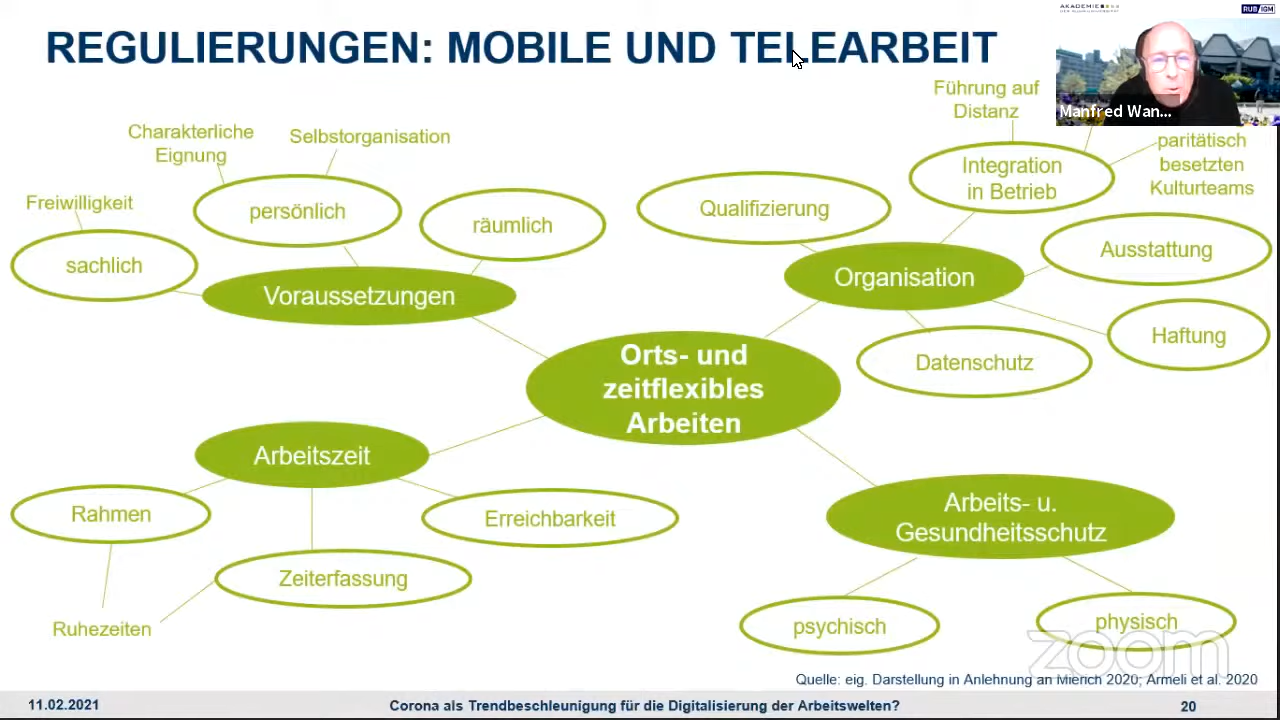 REGULIERUNGEN: MOBILE UND TELEARBEIT
AKADEMIE
RUB/IGM
Manfred Wan...
Führung auf
Distanz
paritätisch
besetzten
Kulturteams
Integration
in Betrieb
Charakterliche
Eignung
Selbstorganisation
Freiwilligkeit
persönlich
räumlich
sachlich
Voraussetzungen
Qualifizierung
Organisation
Ausstattung
Haftung
Datenschutz
Orts- und
zeitflexibles
Arbeiten
Arbeitszeit
Rahmen
Erreichbarkeit
Zeiterfassung
Ruhezeiten
Arbeits- u.
Gesundheitsschutz
psychisch
physisch
zoom
Quelle: eig. Darstellung in Anlehnung an Mierich 2020; Armeli et al. 2020
11.02.2021
Corona als Trendbeschleunigung für die Digitalisierung der Arbeitswelten?
20